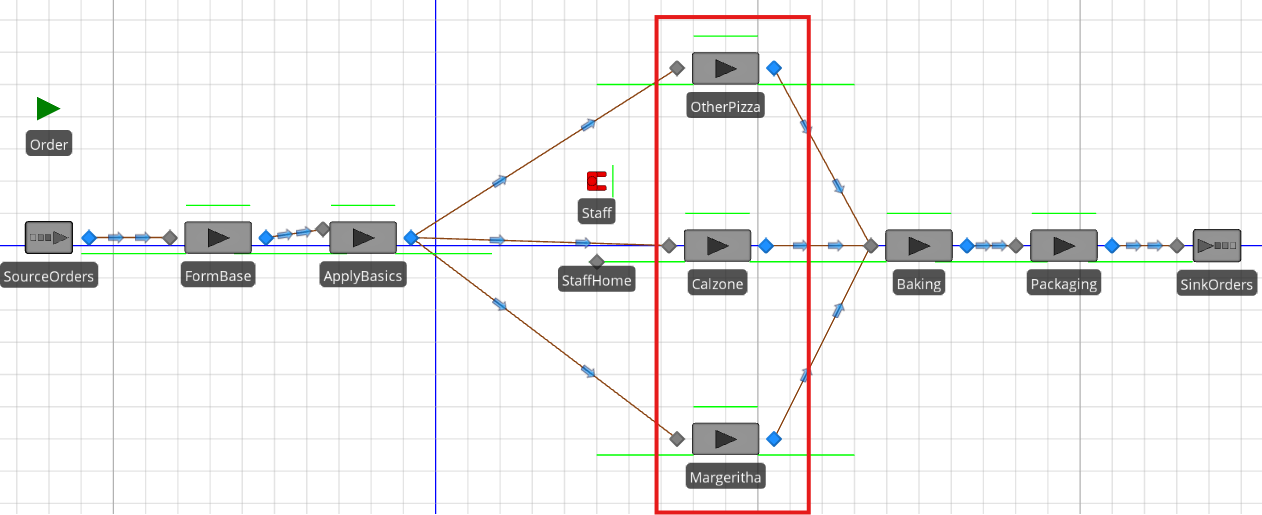 OtherPizza
Order
Staff
SourceOrders
FormBase
ApplyBasics
StaffHome
Calzone
Baking
Packaging
SinkOrders
Margeritha